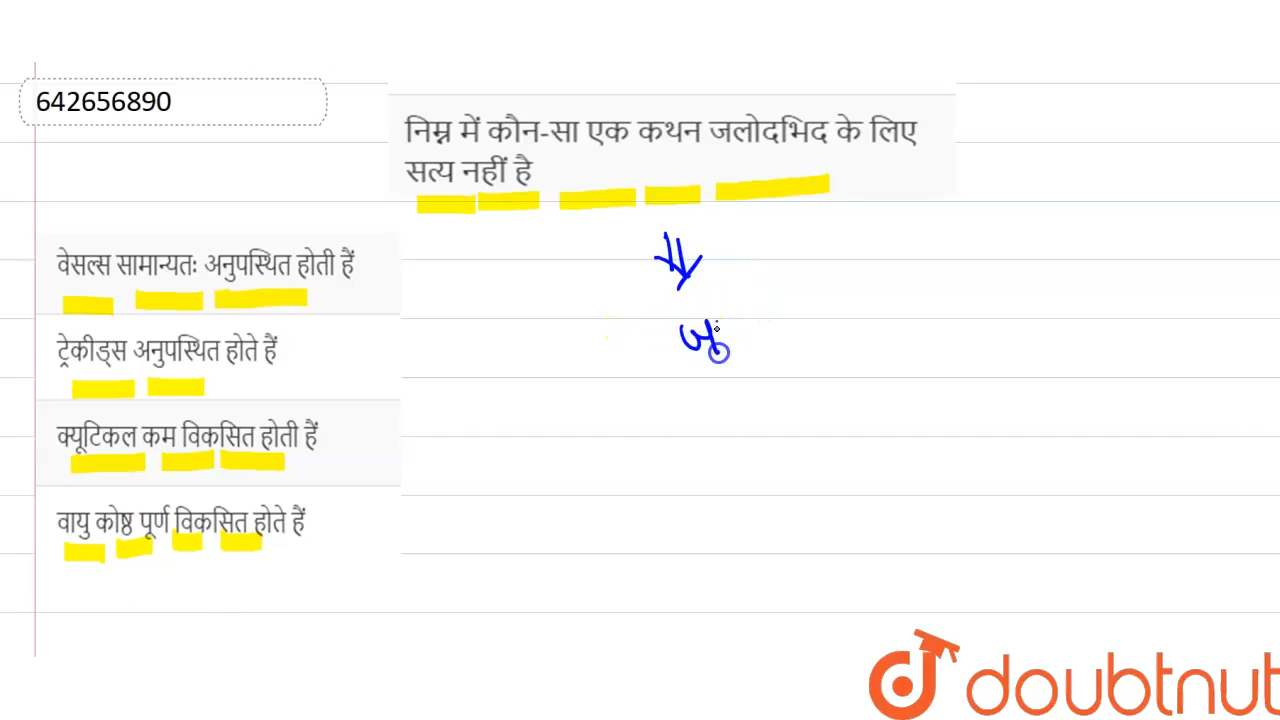 642656890
निम्न में कौन-सा एक कथन जलोदभिद के लिए
सत्य नहीं है
वेसल्स सामान्यतः अनुपस्थित होती हैं
ट्रेकीड्स अनुपस्थित होते हैं
क्यूटिकल कम विकसित होती हैं
वायु कोष्ठ पूर्ण विकसित होते हैं
doubtnut